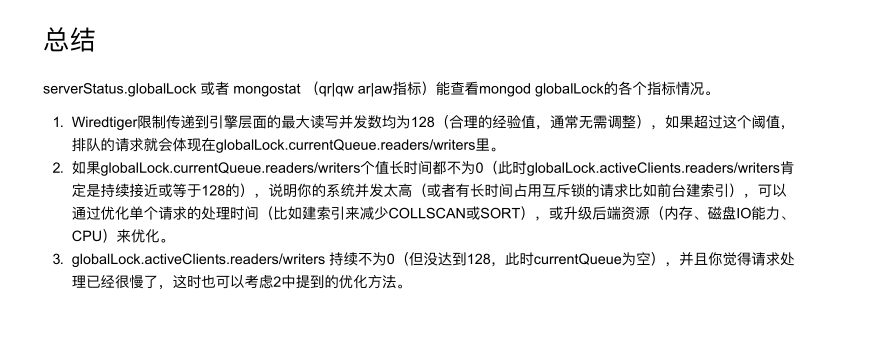 总结
serverStatus.globalLock 或者 mongostat （qr|qw ar|aw指标）能查看mongod globalLock的各个指标情况。
1. Wiredtiger限制传递到引擎层面的最大读写并发数均为128（合理的经验值，通常无需调整），如果超过这个阈值，
排队的请求就会体现在globalLock.currentQueue.readers/writers里。
2. 如果globalLock.currentQueue.readers/writers个值长时间都不为0（此时globalLock.activeClients.readers/writers肯
定是持续接近或等于128的），说明你的系统并发太高（或者有长时间占用互斥锁的请求比如前台建索引），可以
通过优化单个请求的处理时间（比如建索引来减少COLLSCAN或SORT），或升级后端资源（内存、磁盘IO能力、
CPU）来优化。
3. globalLock.activeClients.readers/writers 持续不为0（但没达到128，此时currentQueue为空），并且你觉得请求处
理已经很慢了，这时也可以考虑2中提到的优化方法。